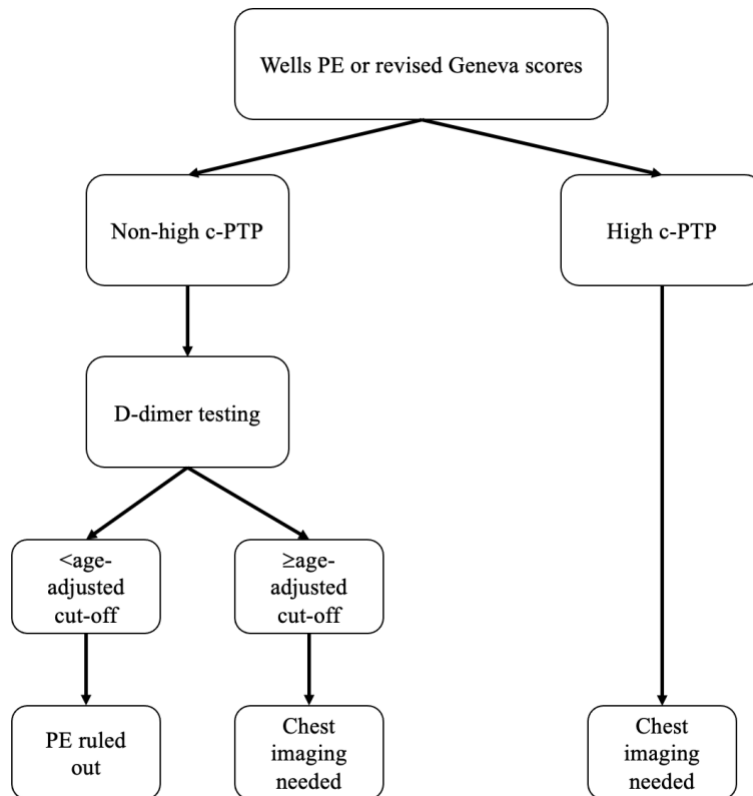 Wells PE or revised Geneva scores
Non-high c-PTP
High c-PTP
D-dimer testing
<age-
adjusted
cut-off
≥age-
adjusted
cut-off
PE ruled
out
Chest
imaging
needed
Chest
imaging
needed